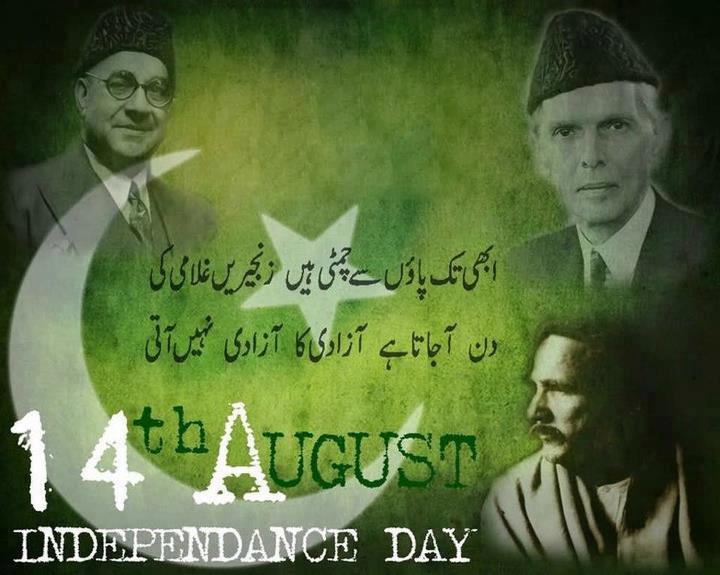 ابھی تک پاؤں سے چمٹی ہیں زنجیریں غلامی کی
دن آجاتا ہے آزادی کا آزادی نہیں آتی
14th AUGUST
INDEPENDANCE DAY